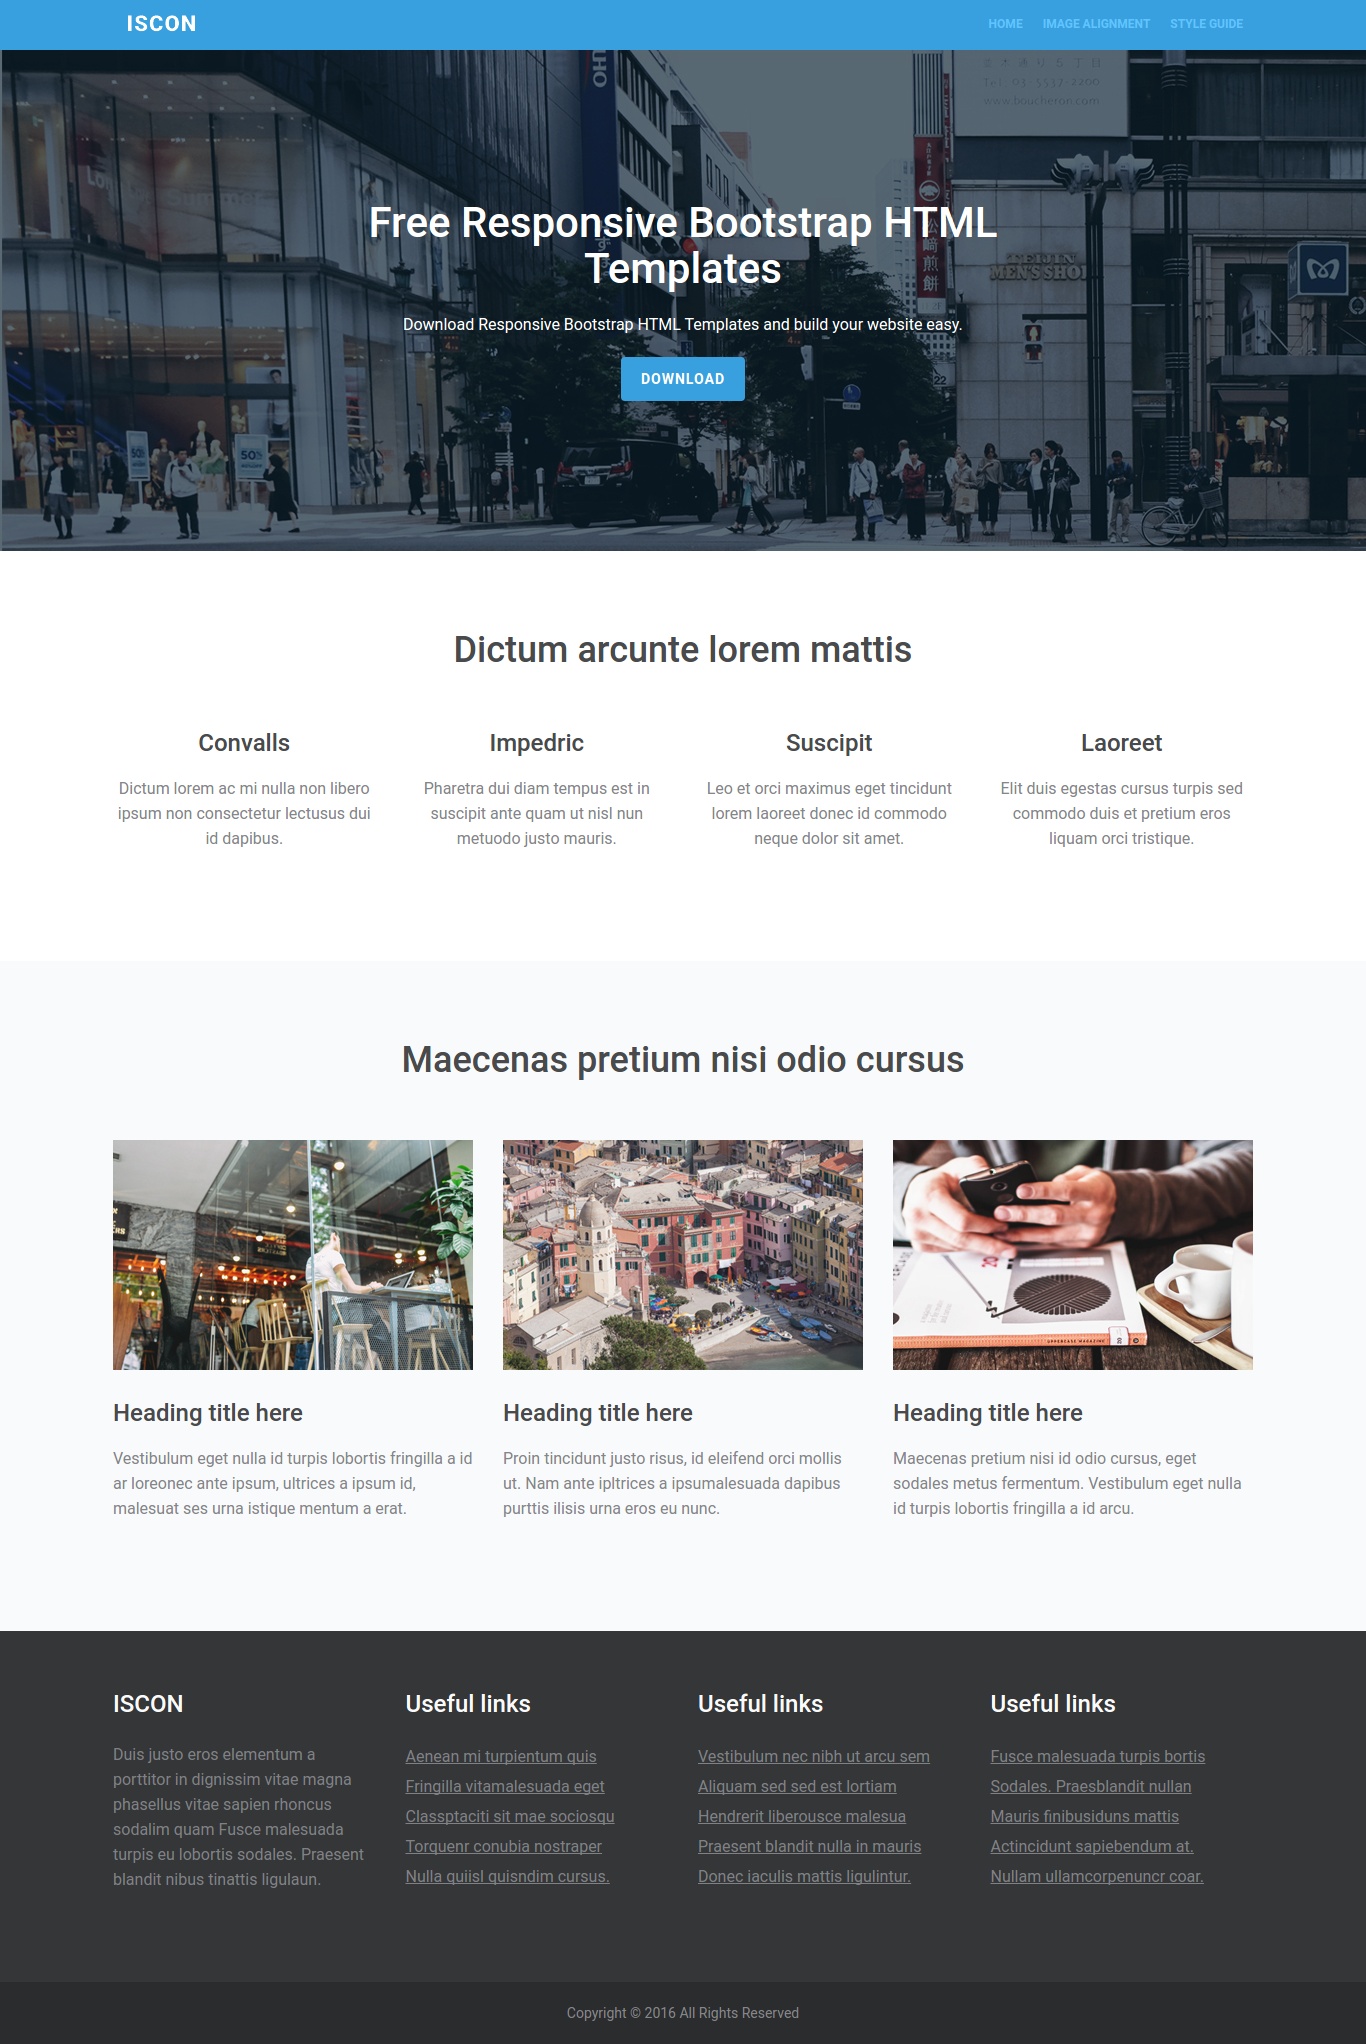 ISCON
HOME IMAGE ALIGNMENT STYLE GUIDE
Tel. 03-5537-2200
www.boucheron.com
TEIJIN
MEN'S SHOP
22
50%
50%
Free Responsive Bootstrap HTML
Templates
Download Responsive Bootstrap HTML Templates and build your website easy.
DOWNLOAD
Dictum arcunte lorem mattis
Convalls
Dictum lorem ac mi nulla non libero
ipsum non consectetur lectusus dui
id dapibus.
Impedric
Pharetra dui diam tempus est in
suscipit ante quam ut nisl nun
metuodo justo mauris.
Suscipit
Leo et orci maximus eget tincidunt
lorem laoreet donec id commodo
neque dolor sit amet.
Laoreet
Elit duis egestas cursus turpis sed
commodo duis et pretium eros
liquam orci tristique.
Maecenas pretium nisi odio cursus
Heading title here
Vestibulum eget nulla id turpis lobortis fringilla a id
ar loreonec ante ipsum, ultrices a ipsum id,
malesuat ses urna istique mentum a erat.
Heading title here
Proin tincidunt justo risus, id eleifend orci mollis
ut. Nam ante ipltrices a ipsumalesuada dapibus
purttis ilisis urna eros eu nunc.
Heading title here
Maecenas pretium nisi id odio cursus, eget
sodales metus fermentum. Vestibulum eget nulla
id turpis lobortis fringilla a id arcu.
ISCON
Duis justo eros elementum a
porttitor in dignissim vitae magna
phasellus vitae sapien rhoncus
sodalim quam Fusce malesuada
turpis eu lobortis sodales. Praesent
blandit nibus tinattis ligulaun.
Useful links
Aenean mi turpientum quis
Fringilla vitamalesuada eget
Classptaciti sit mae sociosqu
Torquenr conubia nostraper
Nulla quiisl quisndim cursus.
Useful links
Vestibulum nec nibh ut arcu sem
Aliquam sed sed est lortiam
Hendrerit liberousce malesua
Praesent blandit nulla in mauris
Donec iaculis mattis ligulintur.
Useful links
Fusce malesuada turpis bortis
Sodales. Praesblandit nullan
Mauris finibusiduns mattis
Actincidunt sapiebendum at.
Nullam ullamcorpenuncr coar.
Copyright © 2016 All Rights Reserved